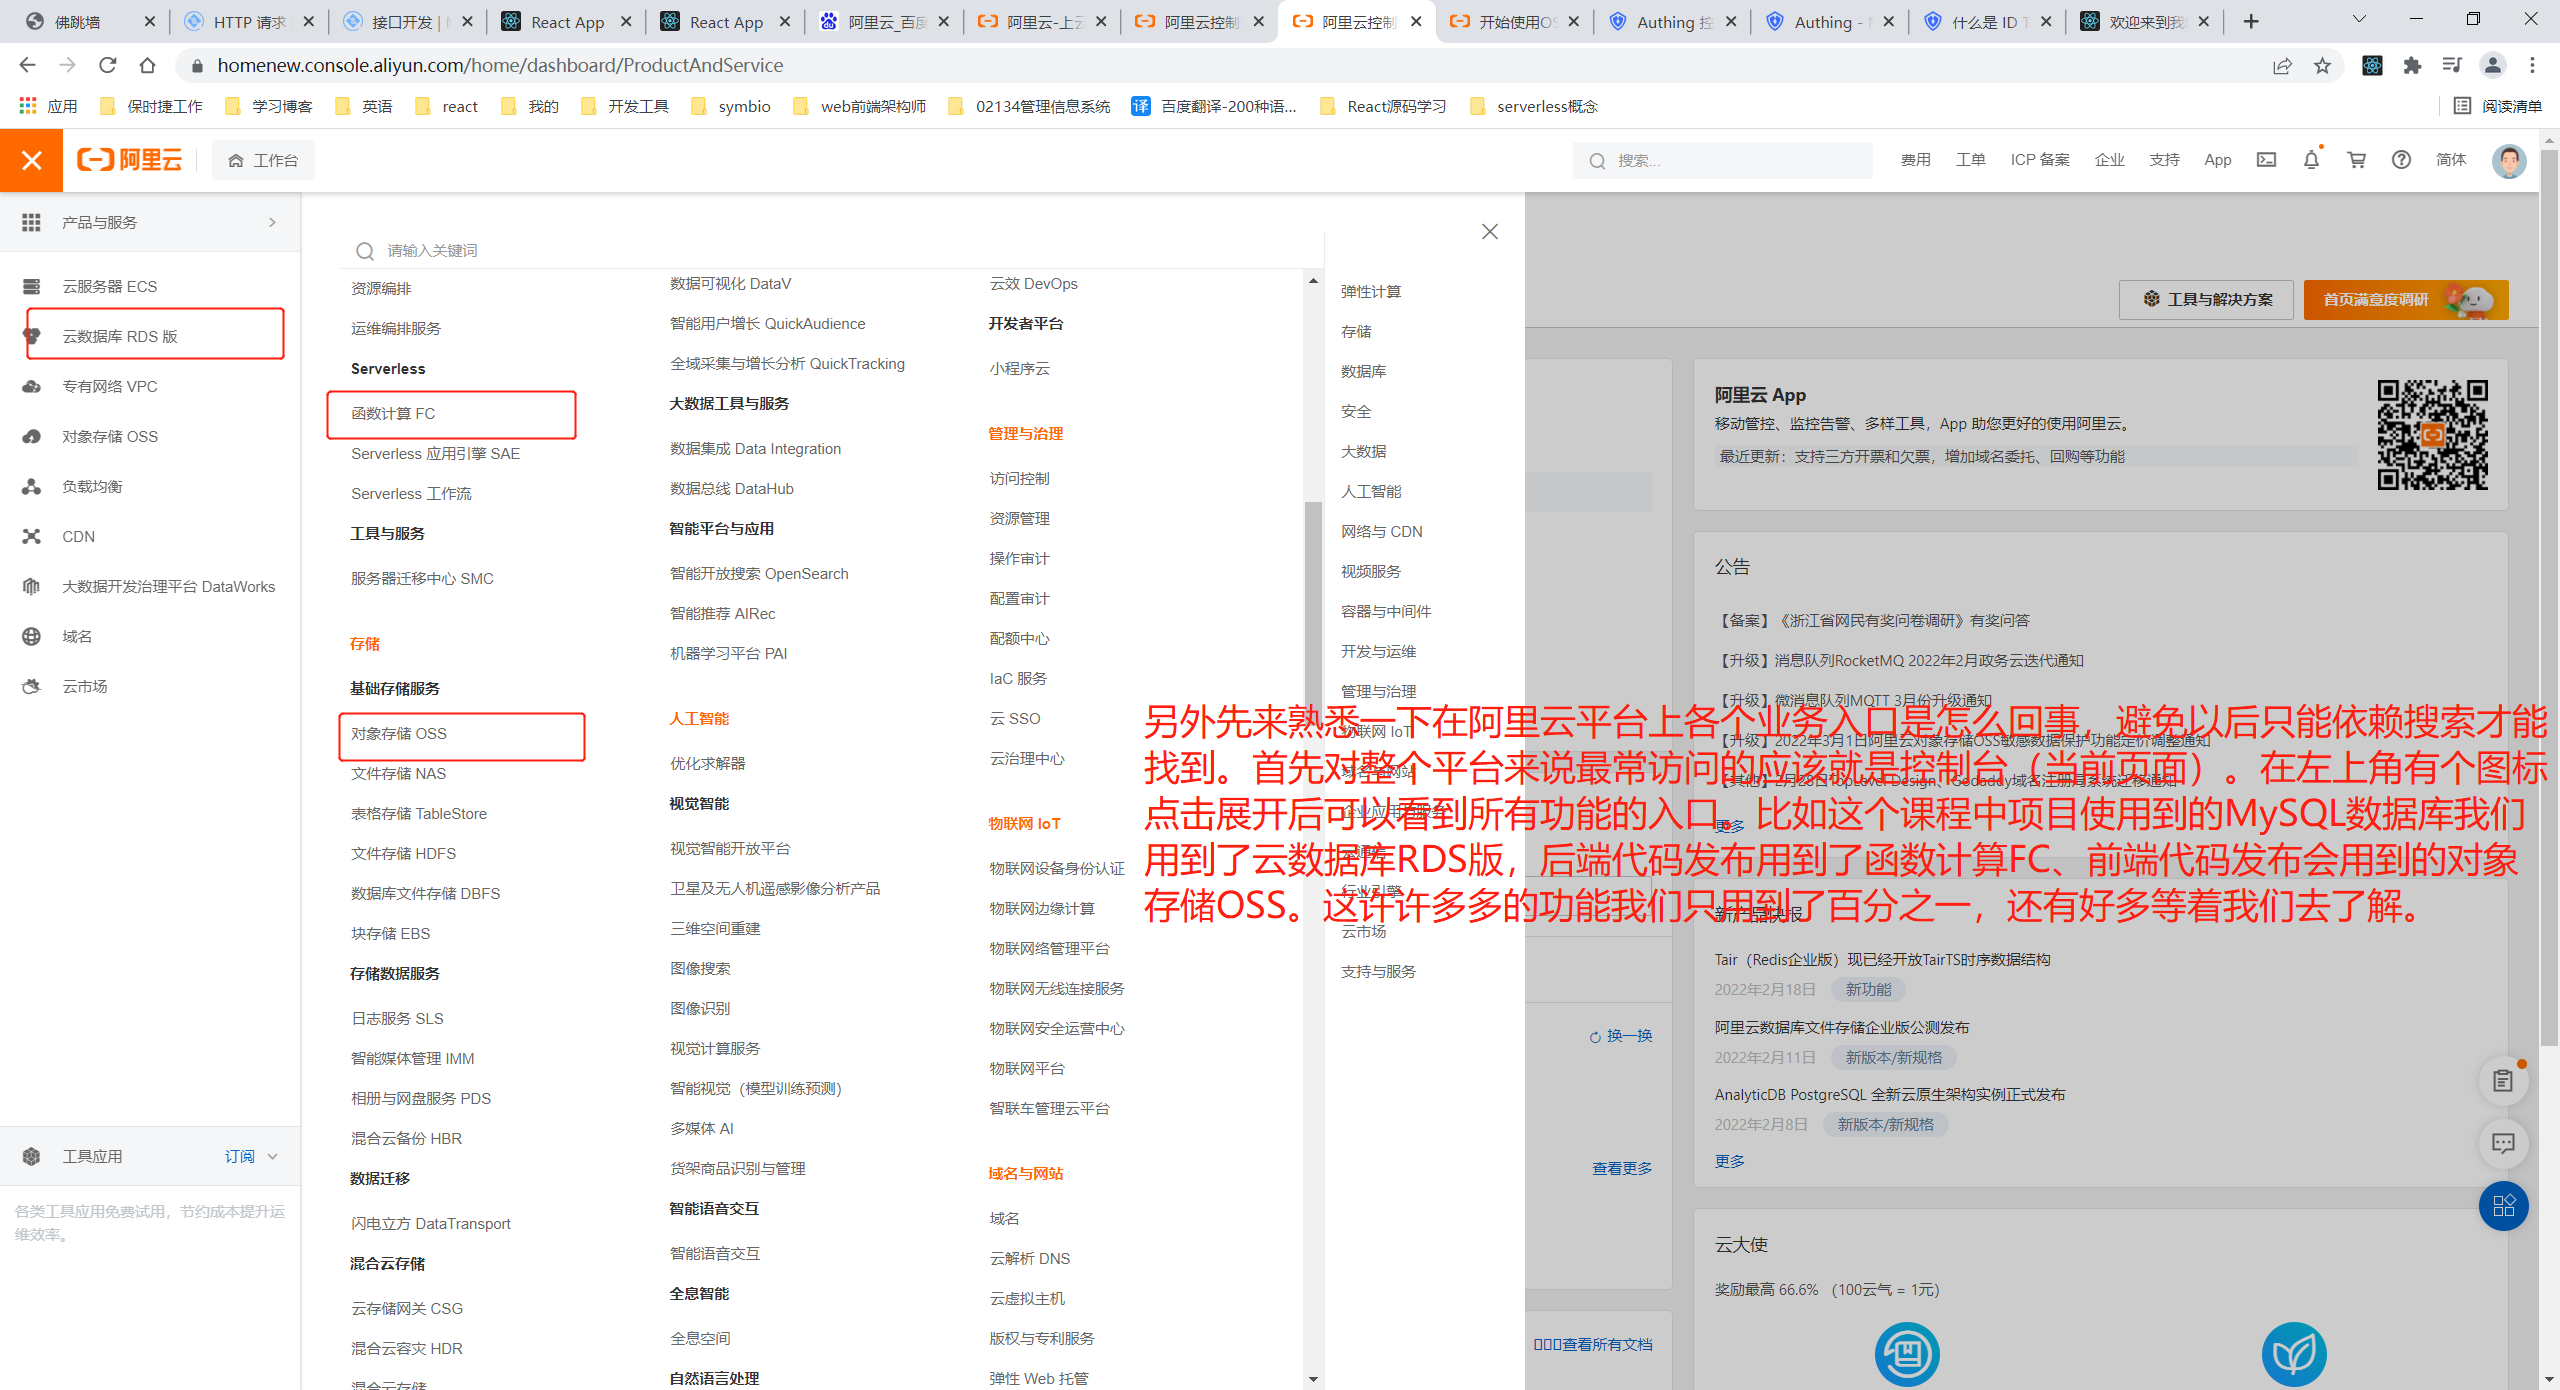 佛跳墙
HTTP 请求
接口开发 |
React App
React App
阿里云_百度
阿里云-上云
阿里云控制
阿里云控制
开始使用OS
Authing 控
Authing -
什么是 ID T
欢迎来到我
homenew.console.aliyun.com/home/dashboard/ProductAndService
应用
保时捷工作
学习博客
英语
react
我的
开发工具
symbio
web前端架构师
02134管理信息系统
译 百度翻译-200种语...
React源码学习
serverless概念
阅读清单
阿里云
工作台
搜索...
费用
工单
ICP 备案
企业
支持
App
简体
产品与服务
云服务器 ECS
云数据库 RDS 版
专有网络 VPC
对象存储 OSS
负载均衡
CDN
大数据开发治理平台 DataWorks
域名
云市场
工具应用
订阅
各类工具应用免费试用，节约成本提升运
维效率。
请输入关键词
资源编排
运维编排服务
Serverless
函数计算 FC
Serverless 应用引擎 SAE
Serverless 工作流
工具与服务
服务器迁移中心 SMC
存储
基础存储服务
对象存储 OSS
文件存储 NAS
表格存储 TableStore
文件存储 HDFS
数据库文件存储 DBFS
块存储 EBS
存储数据服务
日志服务 SLS
智能媒体管理 IMM
相册与网盘服务 PDS
混合云备份 HBR
数据迁移
闪电立方 DataTransport
混合云存储
云存储网关 CSG
混合云容灾 HDR
混合云存储
数据可视化 DataV
智能用户增长 QuickAudience
全域采集与增长分析 QuickTracking
大数据工具与服务
数据集成 Data Integration
数据总线 DataHub
智能平台与应用
智能开放搜索 OpenSearch
智能推荐 AIRec
机器学习平台 PAI
人工智能
优化求解器
视觉智能
视觉智能开放平台
卫星及无人机遥感影像分析产品
三维空间重建
图像搜索
图像识别
视觉计算服务
智能视觉（模型训练预测）
多媒体 AI
货架商品识别与管理
智能语音交互
智能语音交互
全息智能
全息空间
自然语言处理
云效 DevOps
开发者平台
小程序云
管理与治理
访问控制
资源管理
操作审计
配置审计
配额中心
IaC 服务
云 SSO
云治理中心
物联网 IoT
物联网设备身份认证
物联网边缘计算
物联网络管理平台
物联网无线连接服务
物联网安全运营中心
物联网平台
智联车管理云平台
域名与网站
域名
云解析 DNS
云虚拟主机
版权与专利服务
弹性 Web 托管
弹性计算
存储
数据库
安全
大数据
人工智能
网络与 CDN
视频服务
容器与中间件
开发与运维
管理与治理
物联网 IoT
域名与网站
企业应用与服务
云通信
行业引擎
云市场
支持与服务
另外先来熟悉一下在阿里云平台上各个业务入口是怎么回事，避免以后只能依赖搜索才能
找到。首先对整个平台来说最常访问的应该就是控制台（当前页面）。在左上角有个图标
点击展开后可以看到所有功能的入口。比如这个课程中项目使用到的MySQL数据库我们
用到了云数据库RDS版，后端代码发布用到了函数计算FC、前端代码发布会用到的对象
存储OSS。这许许多多的功能我们只用到了百分之一，还有好多等着我们去了解。
工具与解决方案
首页满意度调研
阿里云 App
移动管控、监控告警、多样工具，App 助您更好的使用阿里云。
最近更新：支持三方开票和欠票，增加域名委托、回购等功能
公告
【备案】《浙江省网民有奖问卷调研》有奖问答
【升级】消息队列RocketMQ 2022年2月政务云迭代通知
【升级】微消息队列MQTT 3月份升级通知
【升级】2022年3月1日阿里云对象存储OSS敏感数据保护功能定价调整通知
【其他】2月28日TopLevel Design、Godaddy域名注册局系统迁移通知
更多
新产品快报
Tair（Redis企业版）现已经开放TairTS时序数据结构
2022年2月18日 新功能
阿里云数据库文件存储企业版公测发布
2022年2月11日 新版本/新规格
AnalyticDB PostgreSQL 全新云原生架构实例正式发布
2022年2月8日 新版本/新规格
更多
换一换
查看更多
查看所有文档
云大使
奖励最高 66.6% （100云气 = 1元）